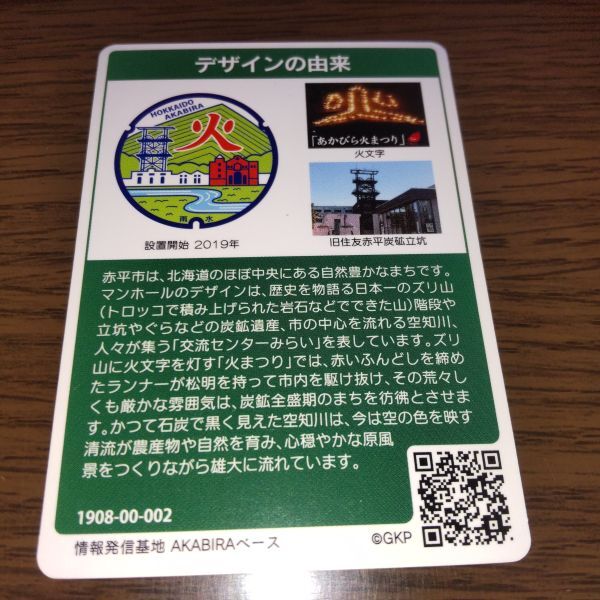 デザインの由来
HOKKAIDO
AKABIRA
火
雨水
設置開始 2019年
「あかびら火まつり」
火文字
旧住友赤平炭鉱立坑
赤平市は、北海道のほぼ中央にある自然豊かなまちです。
マンホールのデザインは、歴史を物語る日本一のズリ山
(トロッコで積み上げられた岩石などでできた山)階段や
立坑やぐらなどの炭鉱遺産、市の中心を流れる空知川、
人々が集う「交流センターみらい」を表しています。ズリ
山に火文字を灯す「火まつり」では、赤いふんどしを締め
たランナーが松明を持って市内を駆け抜け、その荒々し
くも厳かな雰囲気は、炭鉱全盛期のまちを彷彿とさせま
す。かつて石炭で黒く見えた空知川は、今は空の色を映す
清流が農産物や自然を育み、心穏やかな原風
景をつくりながら雄大に流れています。
1908-00-002
情報発信基地 AKABIRAベース
©GKP